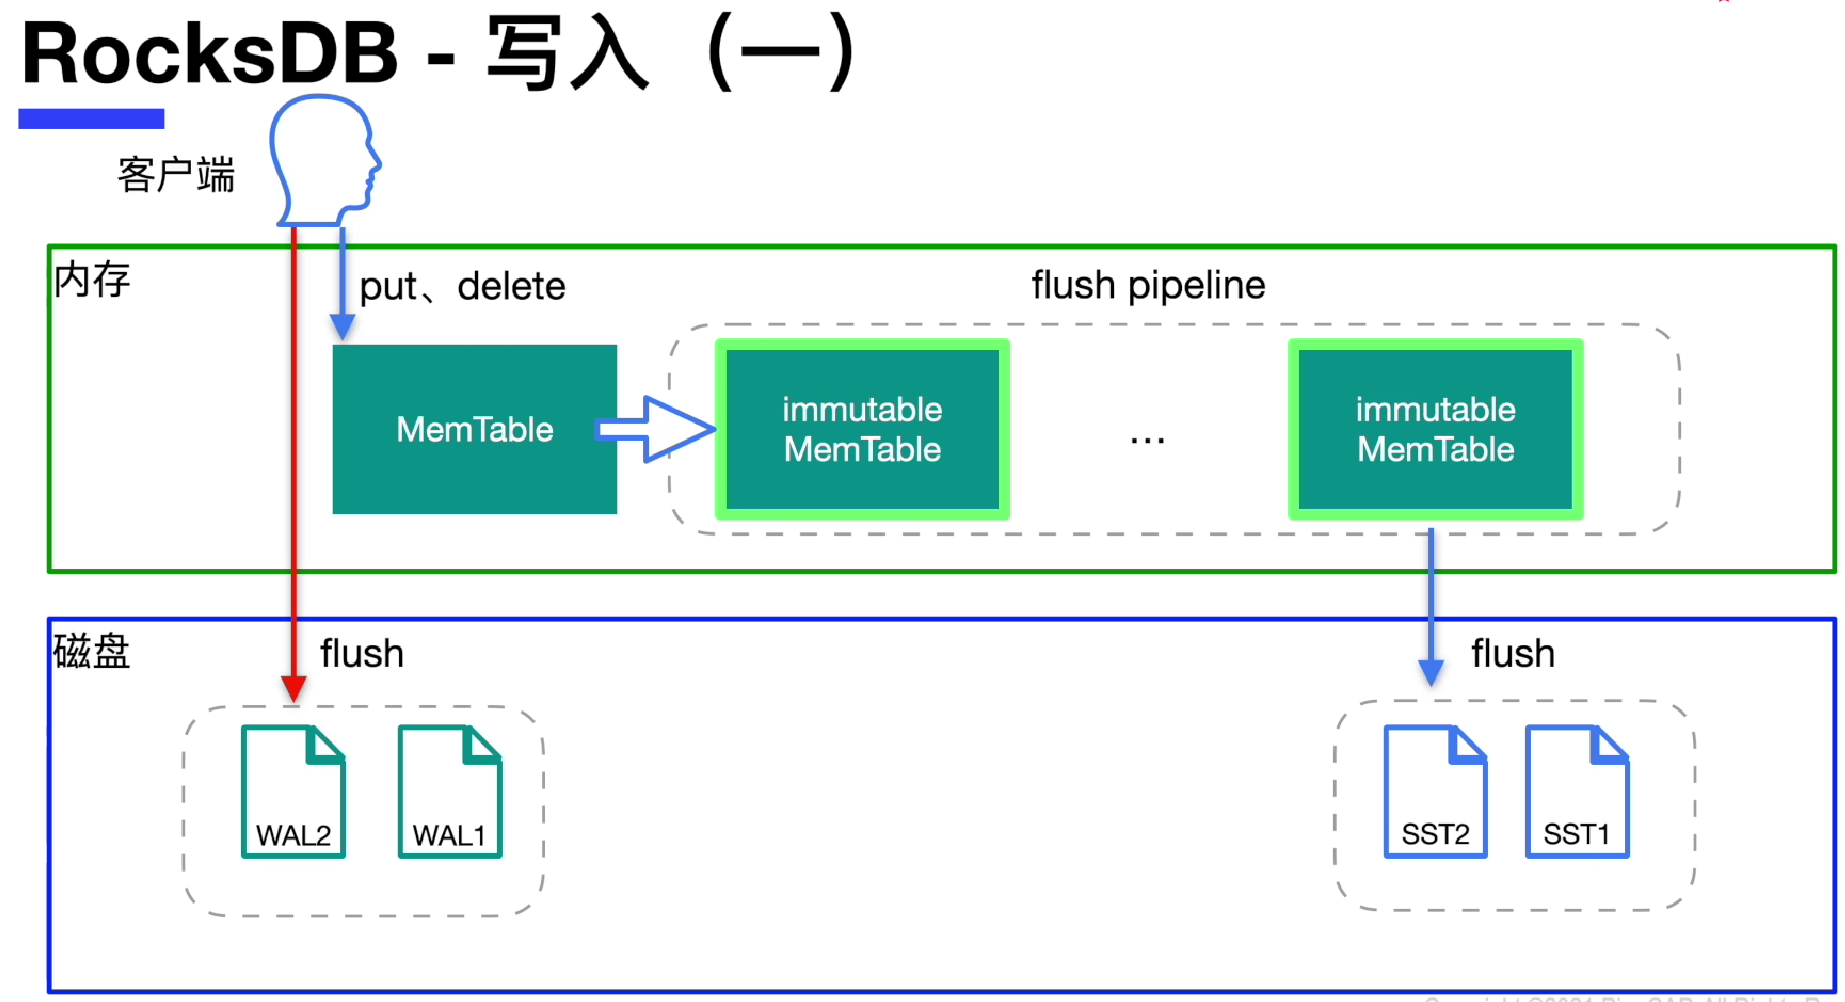 RocksDB - 写入（一）
客户端
内存
put、delete
flush pipeline
MemTable
immutable
MemTable
...
immutable
MemTable
磁盘
flush
flush
WAL2
WAL1
SST2
SST1